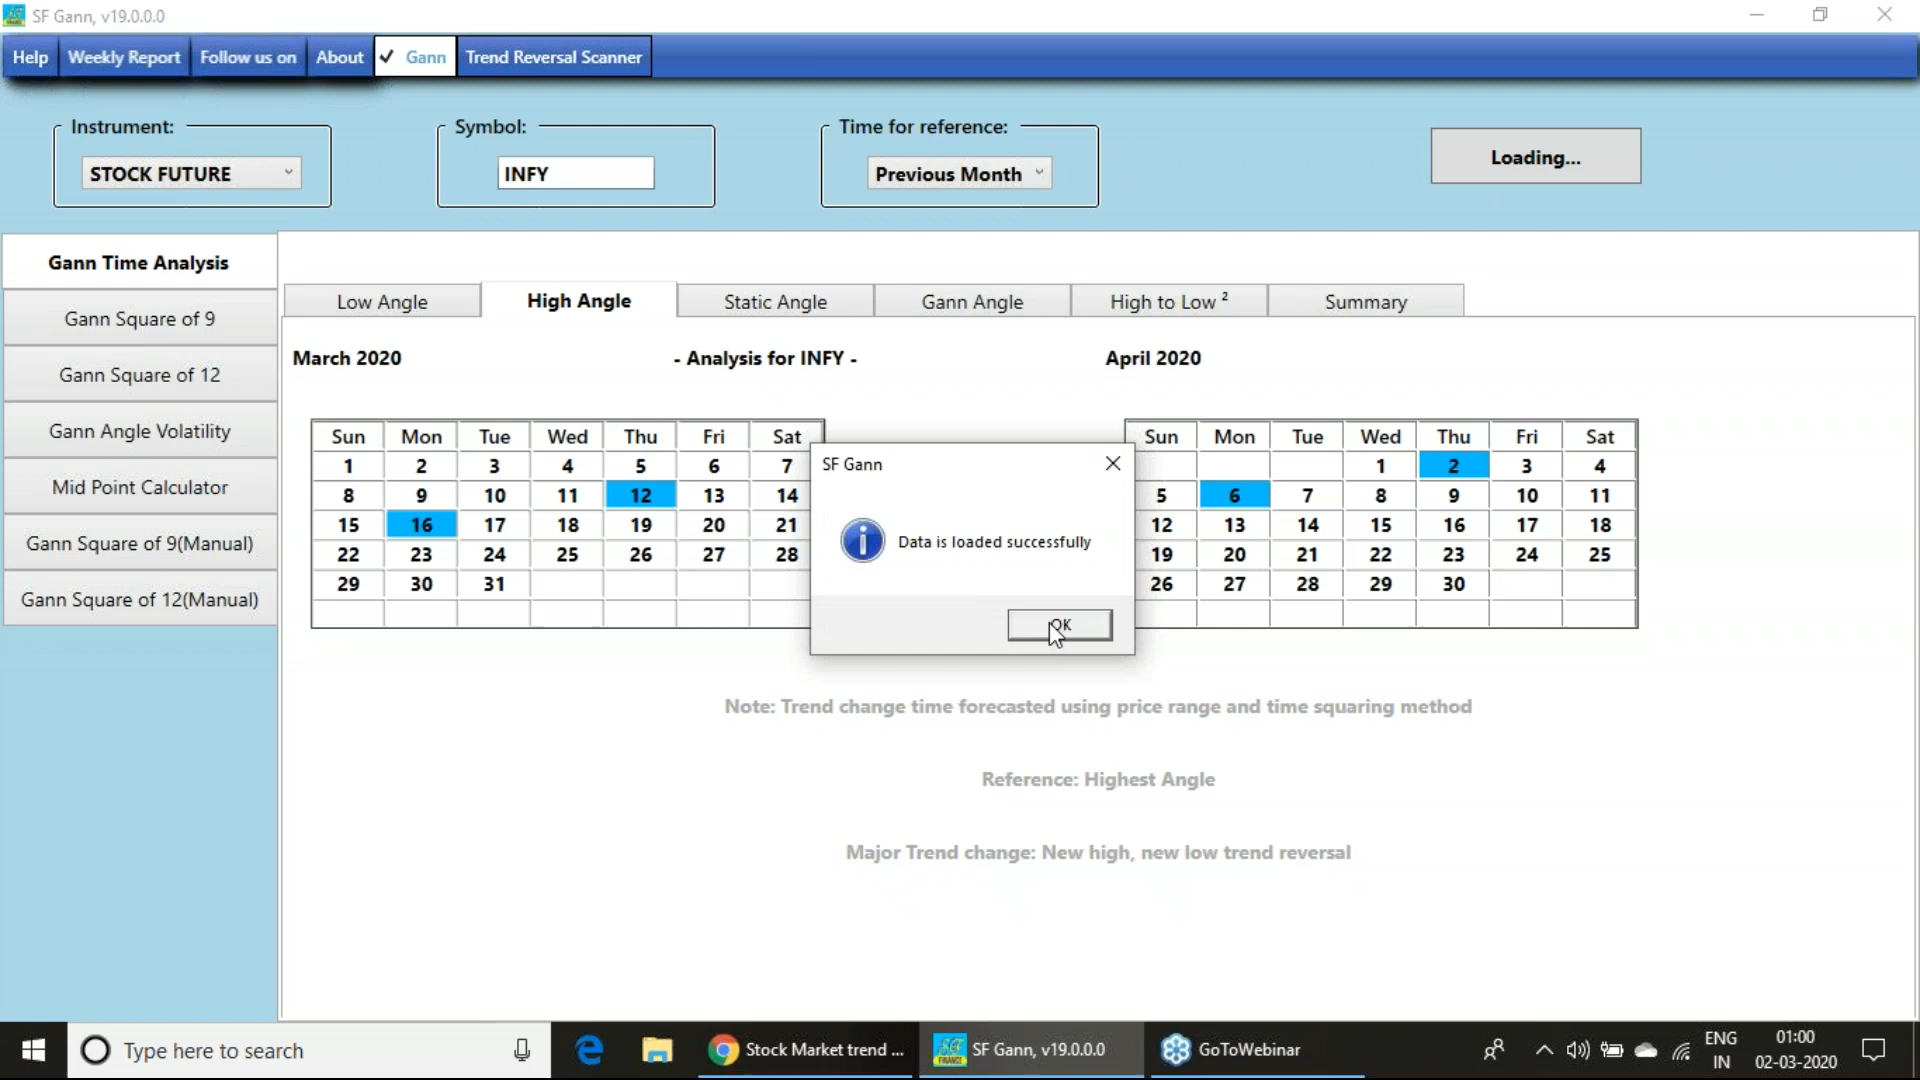 SF Gann, v19.0.0.0
Help Weekly Report Follow us on About ✓ Gann Trend Reversal Scanner
Instrument: Symbol: Time for reference:
STOCK FUTURE INFY Previous Month Loading...
Gann Time Analysis
Gann Square of 9
Gann Square of 12
Gann Angle Volatility
Mid Point Calculator
Gann Square of 9(Manual)
Gann Square of 12(Manual)
Low Angle High Angle Static Angle Gann Angle High to Low ² Summary
March 2020 - Analysis for INFY - April 2020
Sun Mon Tue Wed Thu Fri Sat
1 2 3 4 5 6 7
8 9 10 11 12 13 14
15 16 17 18 19 20 21
22 23 24 25 26 27 28
29 30 31
SF Gann
Data is loaded successfully
OK
Sun Mon Tue Wed Thu Fri Sat
1 2 3 4
5 6 7 8 9 10 11
12 13 14 15 16 17 18
19 20 21 22 23 24 25
26 27 28 29 30
Note: Trend change time forecasted using price range and time squaring method
Reference: Highest Angle
Major Trend change: New high, new low trend reversal
Type here to search
Stock Market trend ...
SF FINANCE
SF Gann, v19.0.0.0
GoToWebinar
ENG
IN
01:00
02-03-2020